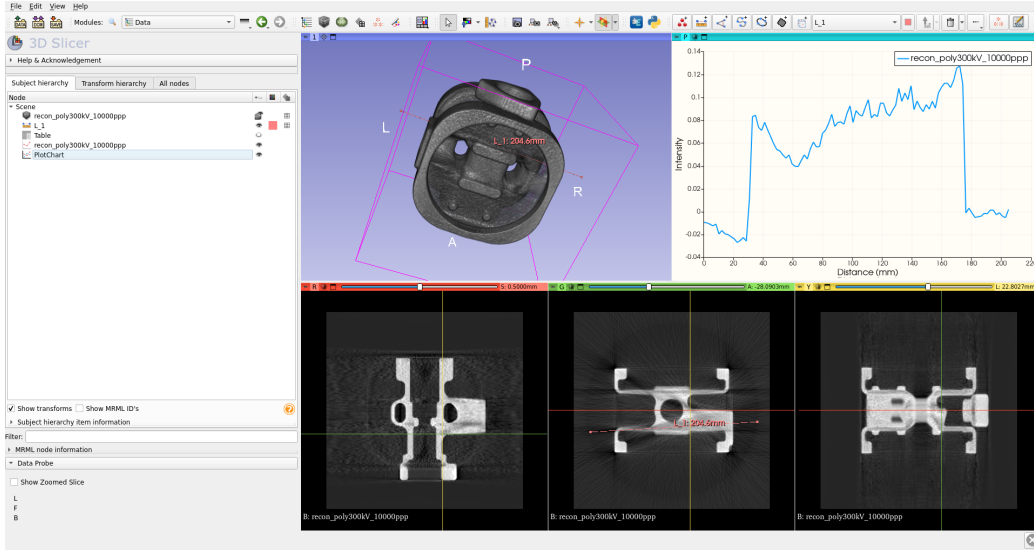 File Edit View Help
DATA DCM SAVE Modules: Data L_1
3D Slicer
Help & Acknowledgement
Subject hierarchy Transform hierarchy All nodes
Node
Scene
recon_poly300kV_10000ppp
L_1
Table
recon_poly300kV_10000ppp
PlotChart
Show transforms Show MRML ID's
Subject hierarchy item information
Filter:
MRML node information
Data Probe
Show Zoomed Slice
L
F
B
1
P
L
L_1: 204.6mm
R
A
P
recon_poly300kV_10000ppp
Intensity
0.14
0.12
0.1
0.08
0.06
0.04
0.02
0
-0.02
-0.04
0 20 40 60 80 100 120 140 160 180 200 220
Distance (mm)
R S: 0.5000mm
B: recon_poly300kV_10000ppp
G A: -28.0903mm
L_1: 204.6mm
B: recon_poly300kV_10000ppp
Y L: 22.8027mm
B: recon_poly300kV_10000ppp